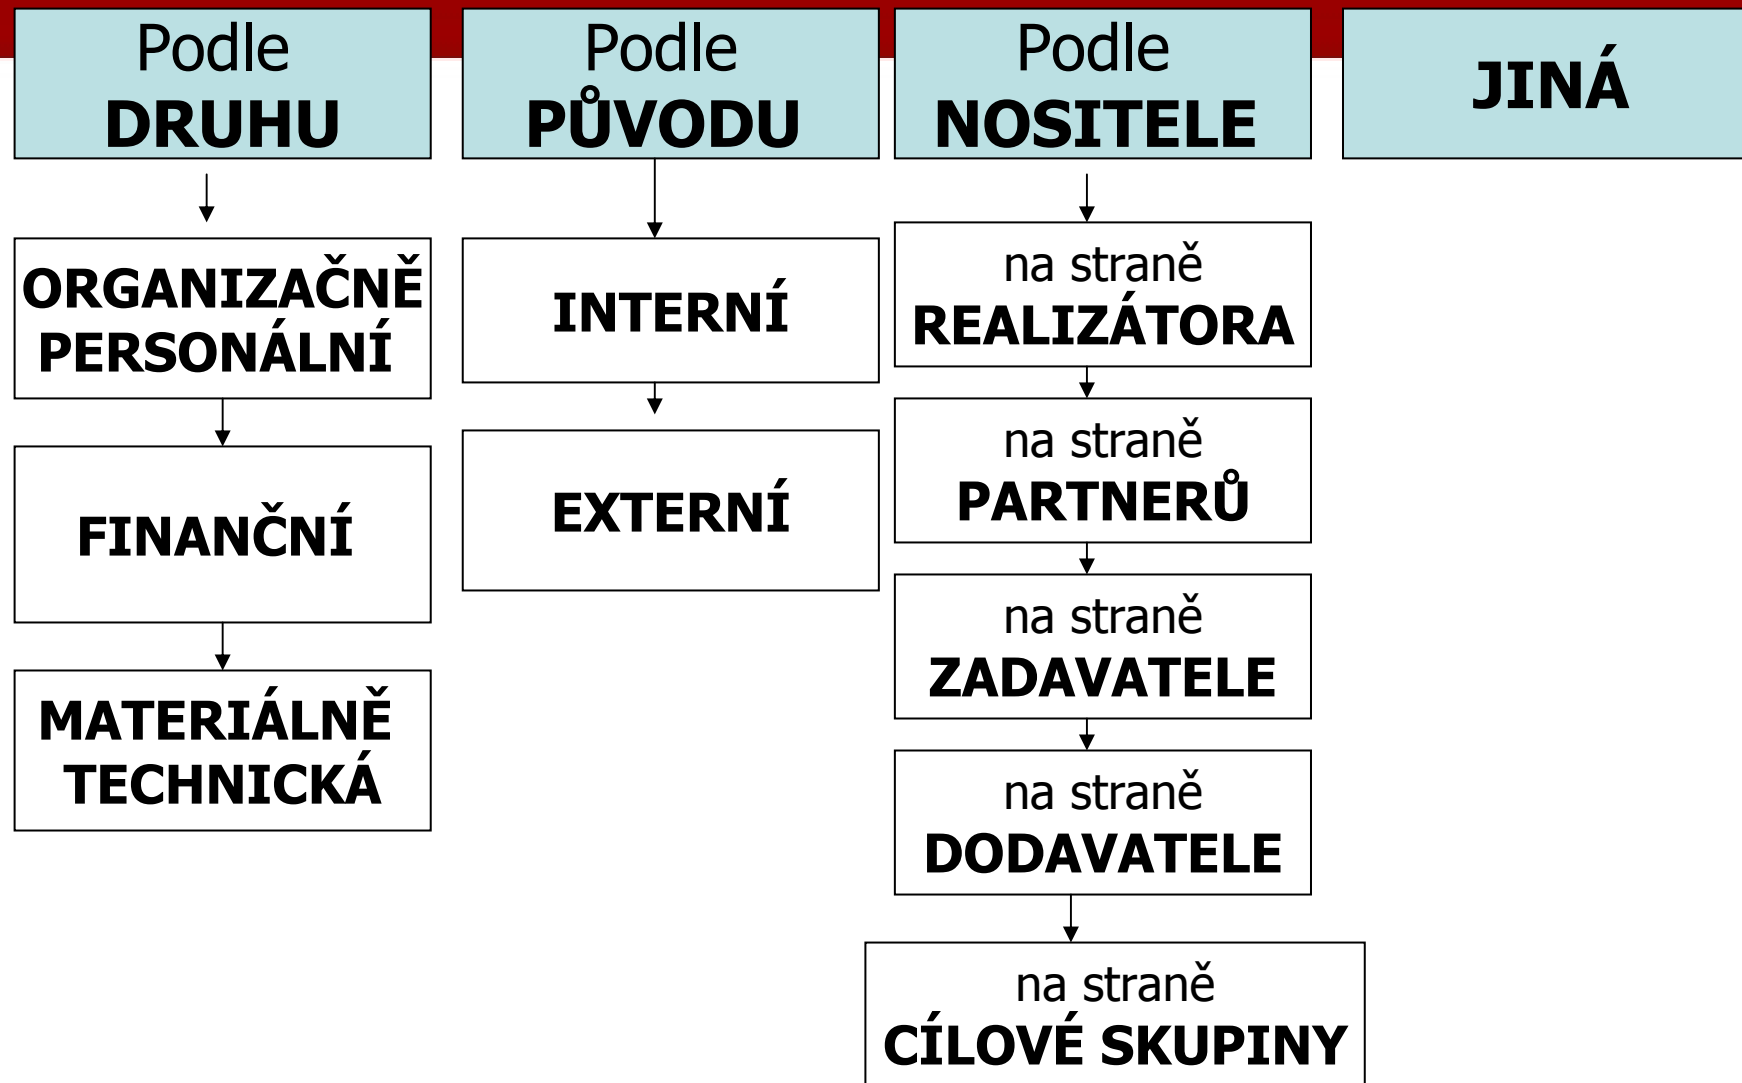 Podle
DRUHU
ORGANIZAČNĚ
PERSONÁLNÍ
FINANČNÍ
MATERIÁLNĚ
TECHNICKÁ
Podle
PŮVODU
INTERNÍ
EXTERNÍ
Podle
NOSITELE
na straně
REALIZÁTORA
na straně
PARTNERŮ
na straně
ZADAVATELE
na straně
DODAVATELE
na straně
CÍLOVÉ SKUPINY
JINÁ